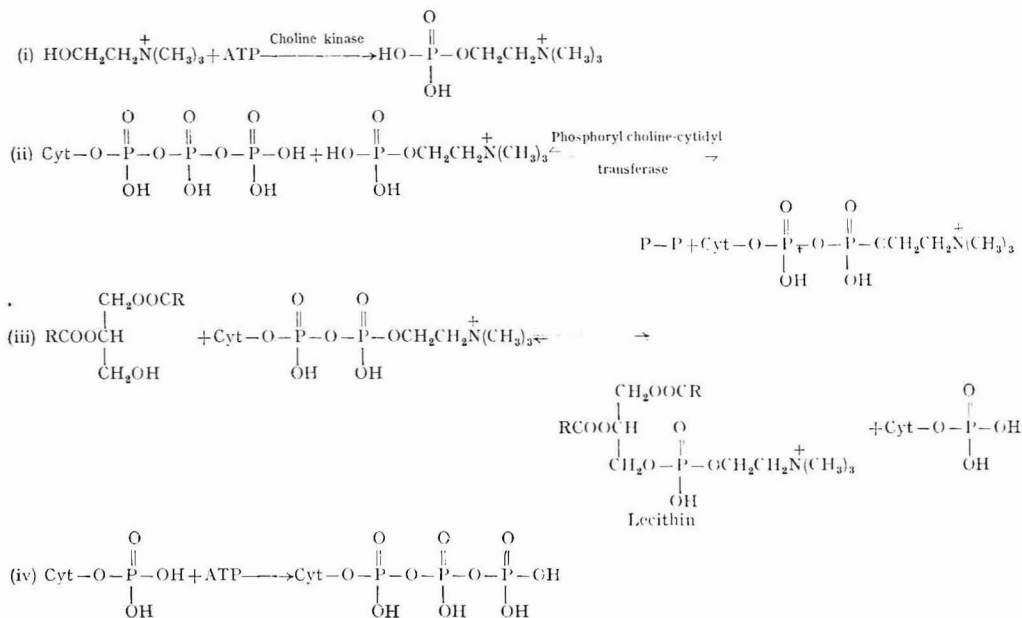 O
(i) HOCH₂CH₂N⁺(CH₃)₃+ATP Choline kinase →HO—P—OCH₂CH₂N⁺(CH₃)₃
OH
O O O O
(ii) Cyt—O—P—O—P—O—P—OH+HO—P—OCH₂CH₂N⁺(CH₃)₃ Phosphoryl choline-cytidyl
transferase
OH OH OH OH
O O
P—P+Cyt—O—P—O—P—CCH₂CH₂N⁺(CH₃)₃
OH OH
CH₂OOCR O O
(iii) RCOOCH +Cyt—O—P—O—P—OCH₂CH₂N⁺(CH₃)₃
CH₂OH OH OH
CH₂OOCR O
RCOOCH O +Cyt—O—P—OH
CH₂O—P—OCH₂CH₂N⁺(CH₃)₃ OH
OH
Lecithin
O O O O
(iv) Cyt—O—P—OH+ATP→Cyt—O—P—O—P—O—P—OH
OH OH OH OH